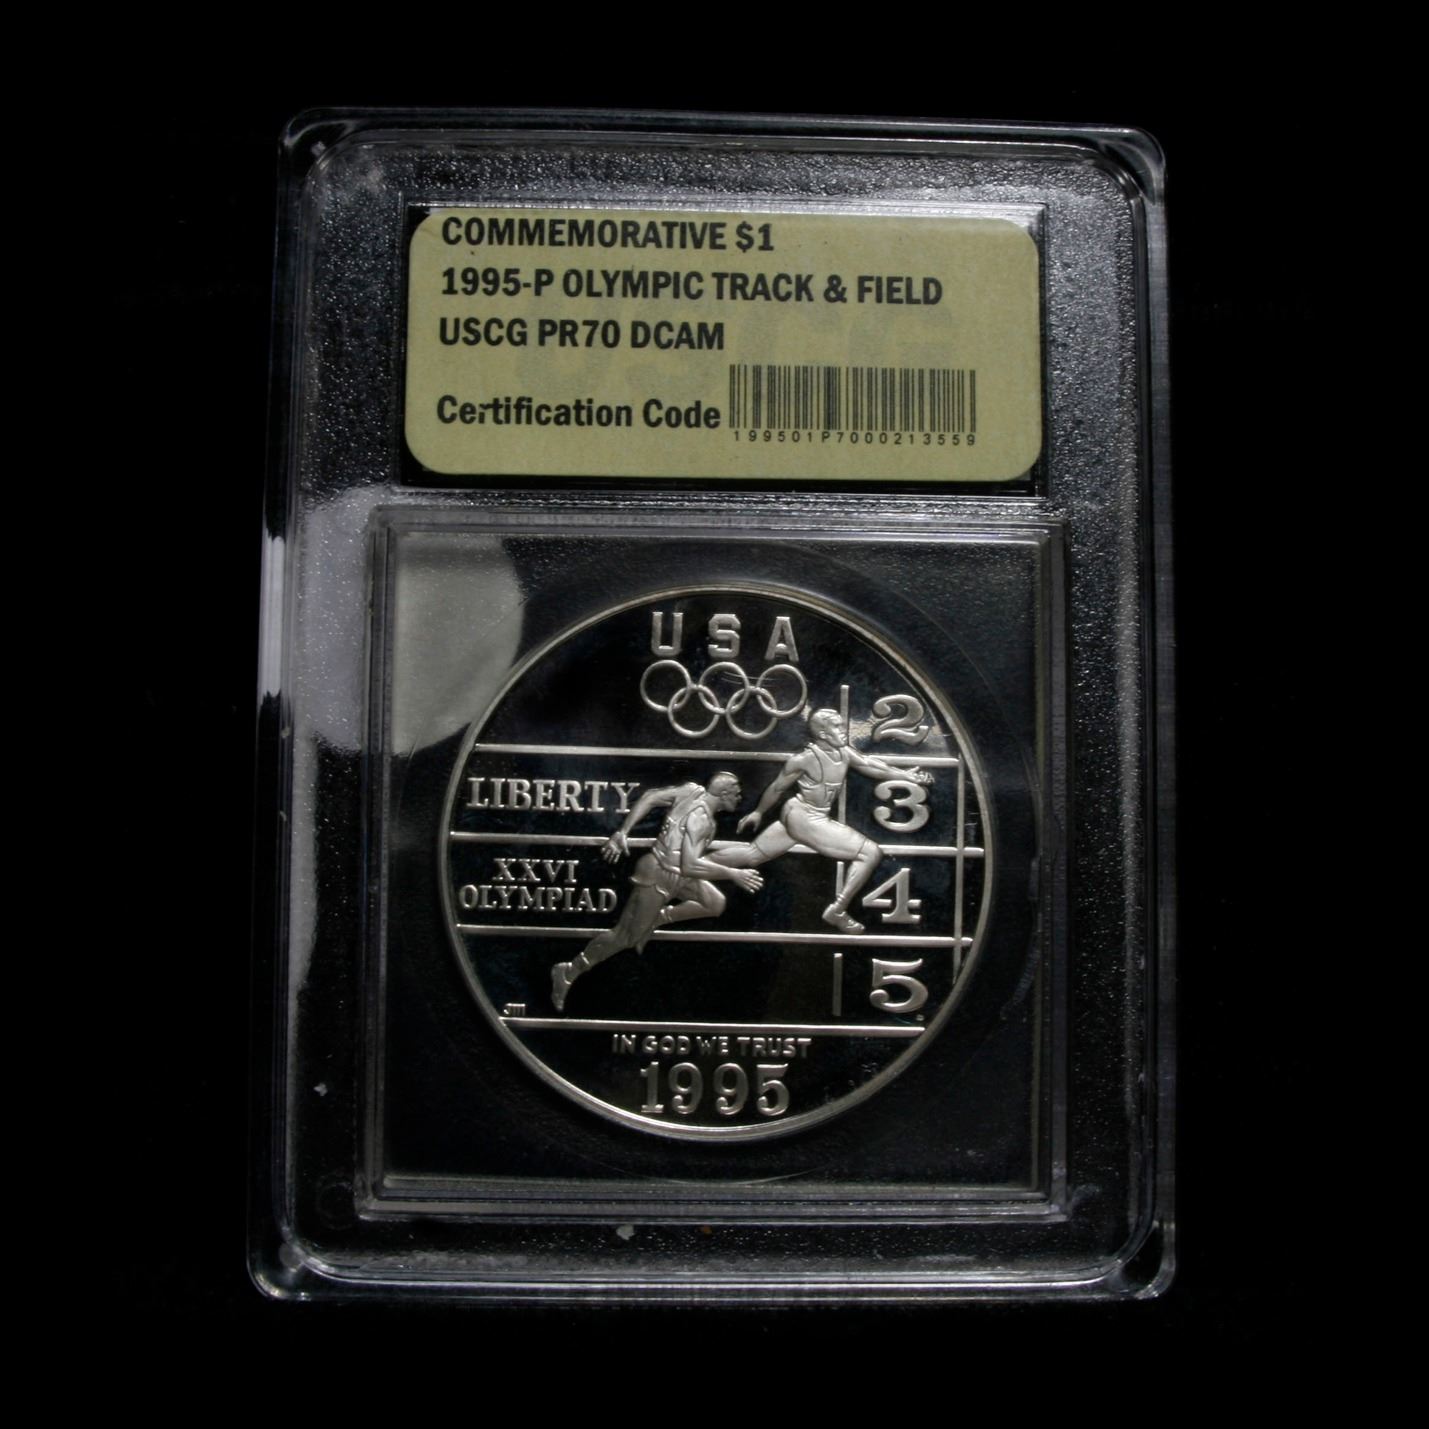 COMMEMORATIVE $1
1995-P OLYMPIC TRACK & FIELD
USCG PR70 DCAM
Certification Code
199501P7000213559
USA
2
LIBERTY
3
XXVI
OLYMPIAD
4
5
JM
IN GOD WE TRUST
1995